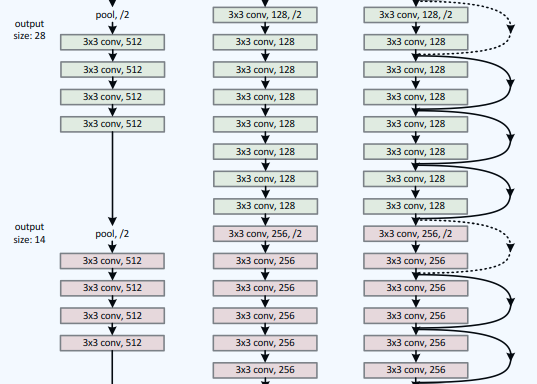 pool, /2
3x3 conv, 128, /2
3x3 conv, 128, /2
output
size: 28
3x3 conv, 512
3x3 conv, 128
3x3 conv, 128
3x3 conv, 512
3x3 conv, 128
3x3 conv, 128
3x3 conv, 512
3x3 conv, 128
3x3 conv, 128
3x3 conv, 512
3x3 conv, 128
3x3 conv, 128
3x3 conv, 128
3x3 conv, 128
3x3 conv, 128
3x3 conv, 128
3x3 conv, 128
3x3 conv, 128
output
size: 14
pool, /2
3x3 conv, 256, /2
3x3 conv, 256, /2
3x3 conv, 512
3x3 conv, 256
3x3 conv, 256
3x3 conv, 512
3x3 conv, 256
3x3 conv, 256
3x3 conv, 512
3x3 conv, 256
3x3 conv, 256
3x3 conv, 512
3x3 conv, 256
3x3 conv, 256
3x3 conv, 256
3x3 conv, 256